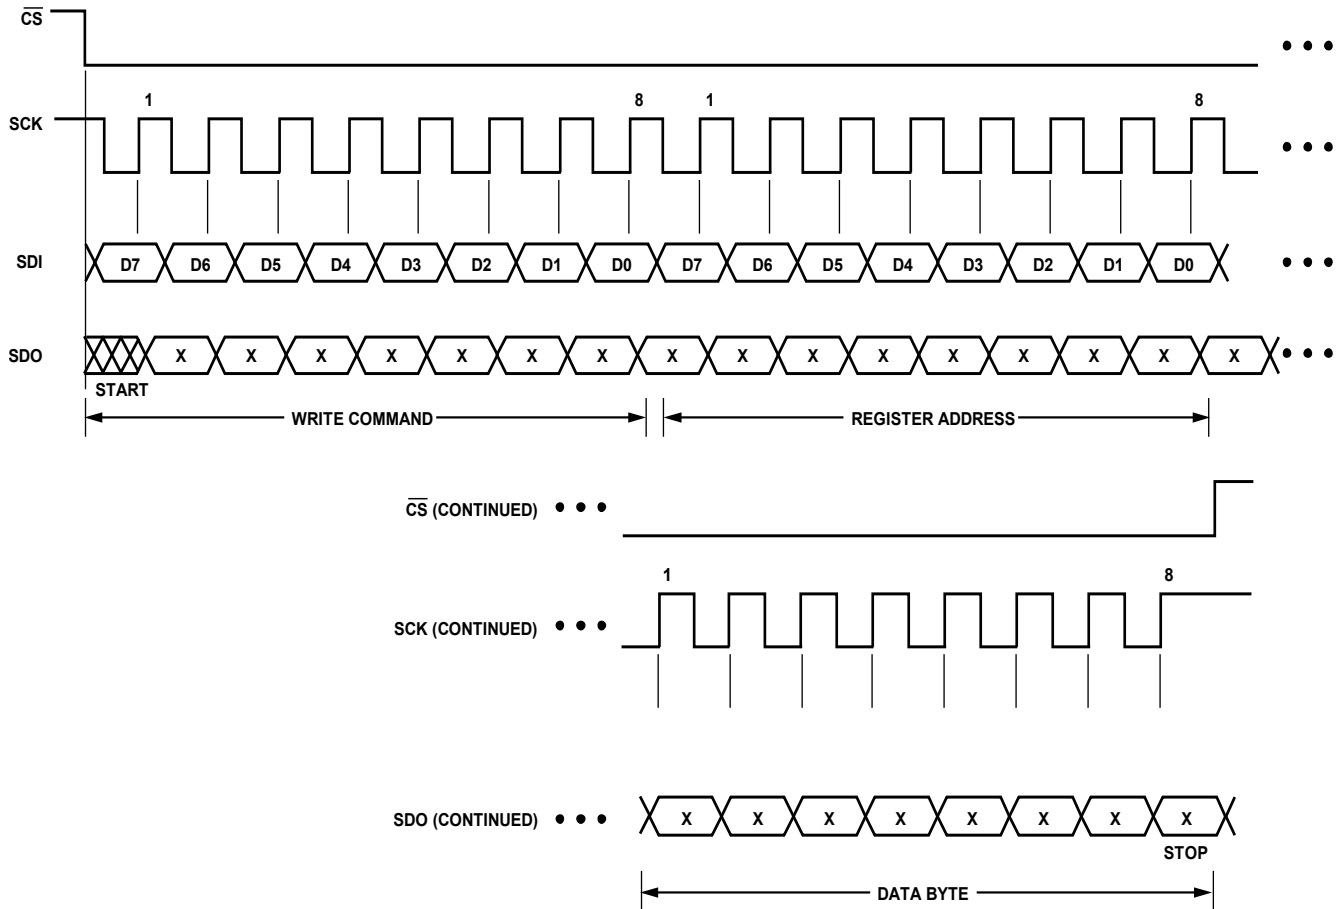 CS
1 8 1 8
SCK
SDI D7 D6 D5 D4 D3 D2 D1 D0 D7 D6 D5 D4 D3 D2 D1 D0
SDO X X X X X X X X X X X X X X X X
START
WRITE COMMAND REGISTER ADDRESS
CS (CONTINUED)
1 8
SCK (CONTINUED)
SDO (CONTINUED) X X X X X X X X
STOP
DATA BYTE